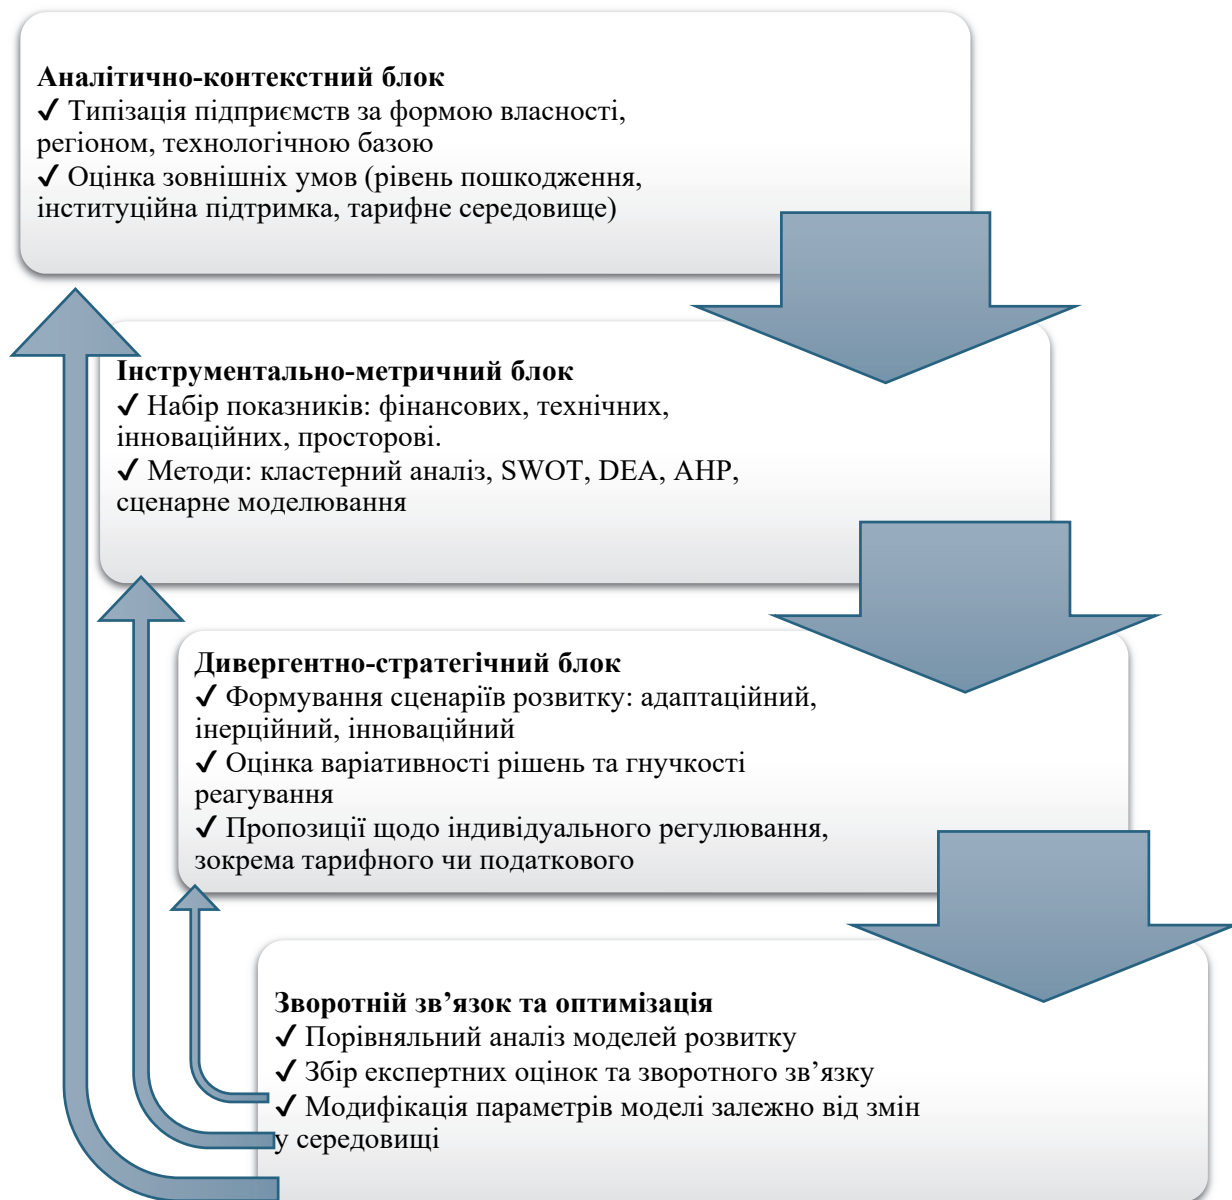 Аналітично-контекстний блок
✓ Типізація підприємств за формою власності,
регіоном, технологічною базою
✓ Оцінка зовнішніх умов (рівень пошкодження,
інституційна підтримка, тарифне середовище)
Інструментально-метричний блок
✓ Набір показників: фінансових, технічних,
інноваційних, просторові.
✓ Методи: кластерний аналіз, SWOT, DEA, AHP,
сценарне моделювання
Дивергентно-стратегічний блок
✓ Формування сценаріїв розвитку: адаптаційний,
інерційний, інноваційний
✓ Оцінка варіативності рішень та гнучкості
реагування
✓ Пропозиції щодо індивідуального регулювання,
зокрема тарифного чи податкового
Зворотній зв’язок та оптимізація
✓ Порівняльний аналіз моделей розвитку
✓ Збір експертних оцінок та зворотного зв’язку
✓ Модифікація параметрів моделі залежно від змін
у середовищі